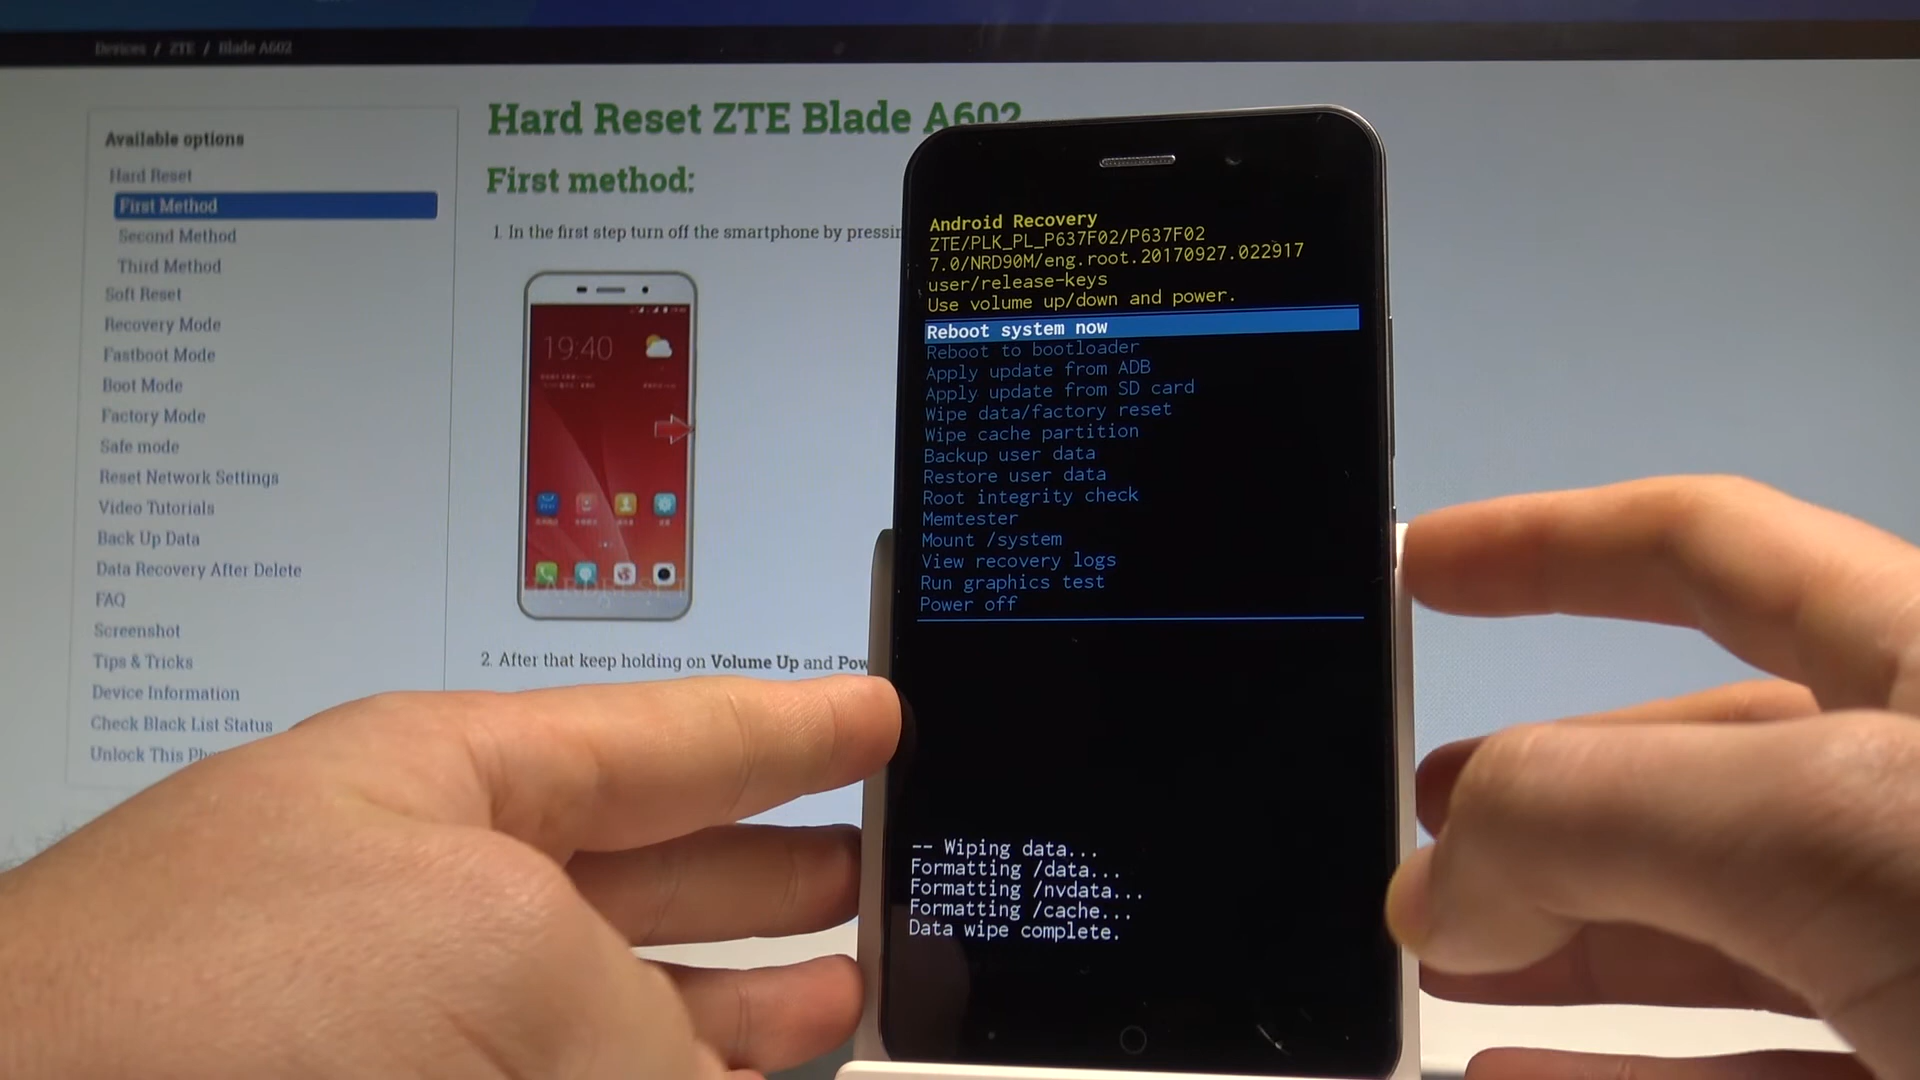 Devices / ZTE / Blade A602
Available options
Hard Reset
First Method
Second Method
Third Method
Soft Reset
Recovery Mode
Fastboot Mode
Boot Mode
Factory Mode
Safe mode
Reset Network Settings
Video Tutorials
Back Up Data
Data Recovery After Delete
FAQ
Screenshot
Tips & Tricks
Device Information
Check Black List Status
Unlock This
Hard Reset ZTE Blade A602
First method:
1. In the first step turn off the smartphone by
19:40
2. After that keep holding on Volume Up and
Android Recovery
ZTE/PLK_PL_P637F02/P637F02
7.0/NRD90M/eng.root.20170927.022917
user/release-keys
Use volume up/down and power.
Reboot system now
Reboot to bootloader
Apply update from ADB
Apply update from SD card
Wipe data/factory reset
Wipe cache partition
Backup user data
Restore user data
Root integrity check
Memtester
Mount /system
View recovery logs
Run graphics test
Power off
-- Wiping data...
Formatting /data...
Formatting /nvdata...
Formatting /cache...
Data wipe complete.